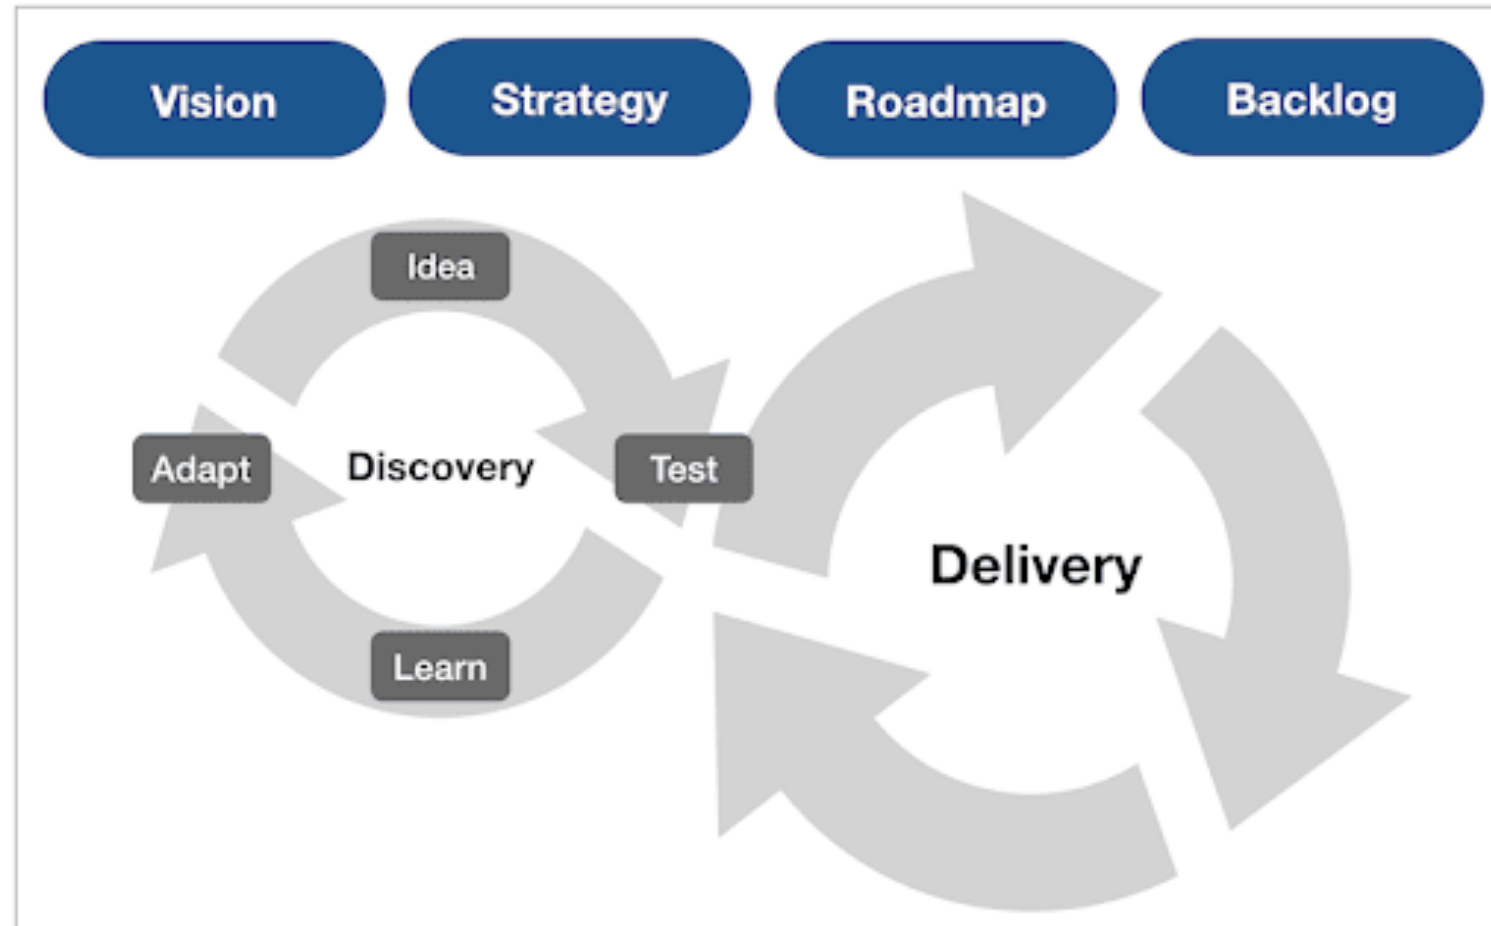 Vision
Strategy
Roadmap
Backlog
Idea
Adapt
Discovery
Test
Delivery
Learn